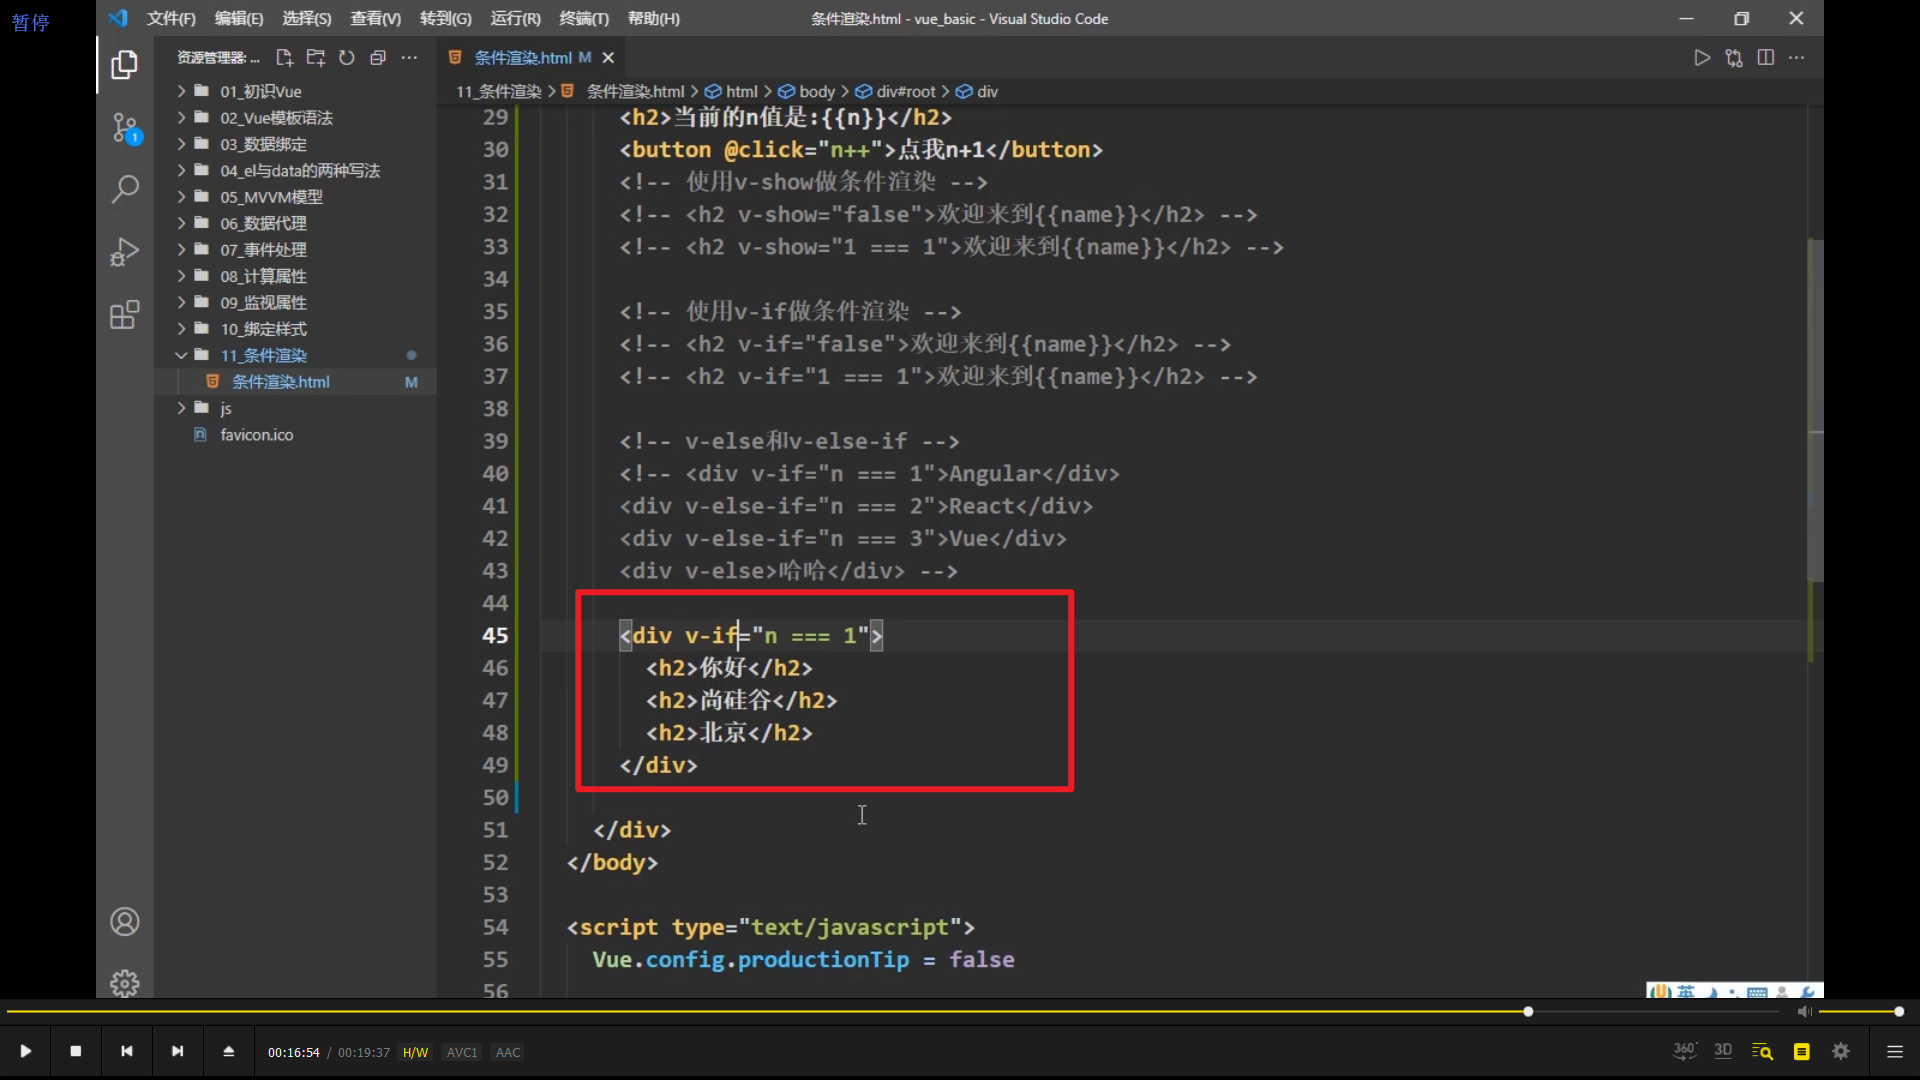 暂停
文件(F) 编辑(E) 选择(S) 查看(V) 转到(G) 运行(R) 终端(T) 帮助(H) 条件渲染.html - vue_basic - Visual Studio Code
资源管理器: ...
条件渲染.html M
11_条件渲染 > 条件渲染.html > html > body > div#root > div
01_初识Vue
02_Vue模板语法
03_数据绑定
04_el与data的两种写法
05_MVVM模型
06_数据代理
07_事件处理
08_计算属性
09_监视属性
10_绑定样式
11_条件渲染
条件渲染.html M
js
favicon.ico
1
29 <h2>当前的n值是:{{n}}</h2>
30 <button @click="n++">点我n+1</button>
31 <!-- 使用v-show做条件渲染 -->
32 <!-- <h2 v-show="false">欢迎来到{{name}}</h2> -->
33 <!-- <h2 v-show="1 === 1">欢迎来到{{name}}</h2> -->
34
35 <!-- 使用v-if做条件渲染 -->
36 <!-- <h2 v-if="false">欢迎来到{{name}}</h2> -->
37 <!-- <h2 v-if="1 === 1">欢迎来到{{name}}</h2> -->
38
39 <!-- v-else和v-else-if -->
40 <!-- <div v-if="n === 1">Angular</div>
41 <div v-else-if="n === 2">React</div>
42 <div v-else-if="n === 3">Vue</div>
43 <div v-else>哈哈</div> -->
44
45 <div v-if="n === 1">
46 <h2>你好</h2>
47 <h2>尚硅谷</h2>
48 <h2>北京</h2>
49 </div>
50
51 </div>
52 </body>
53
54 <script type="text/javascript">
55 Vue.config.productionTip = false
56
英
00:16:54 / 00:19:37 H/W AVC1 AAC
360° 3D